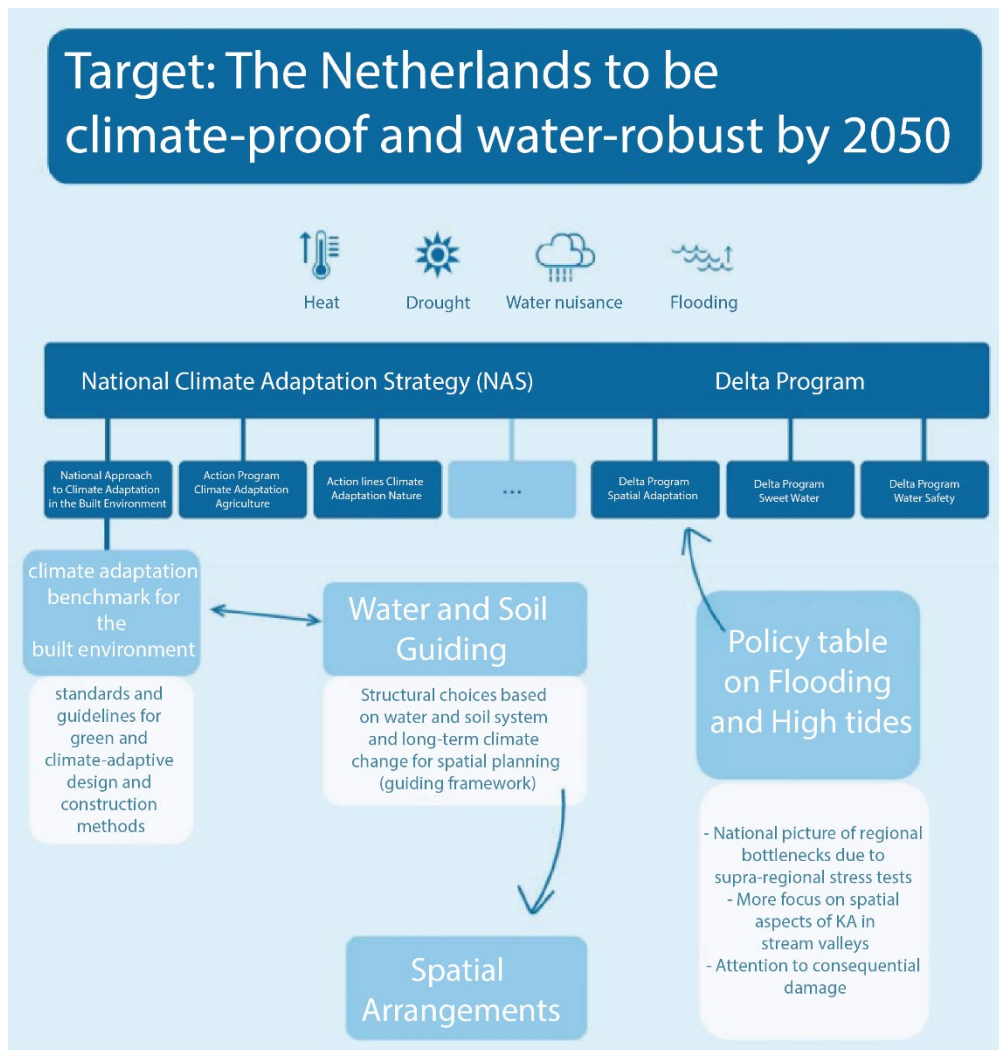 Target: The Netherlands to be
climate-proof and water-robust by 2050
Heat
Drought
Water nuisance
Flooding
National Climate Adaptation Strategy (NAS)
Delta Program
National Approach
to Climate Adaptation
in the Built Environment
Action Program
Climate Adaptation
Agriculture
Action lines Climate
Adaptation Nature
...
Delta Program
Spatial Adaptation
Delta Program
Sweet Water
Delta Program
Water Safety
climate adaptation
benchmark for
the
built environment
standards and
guidelines for
green and
climate-adaptive
design and
construction
methods
Water and Soil
Guiding
Structural choices based
on water and soil system
and long-term climate
change for spatial planning
(guiding framework)
Spatial
Arrangements
Policy table
on Flooding
and High tides
- National picture of regional
bottlenecks due to
supra-regional stress tests
- More focus on spatial
aspects of KA in
stream valleys
- Attention to consequential
damage